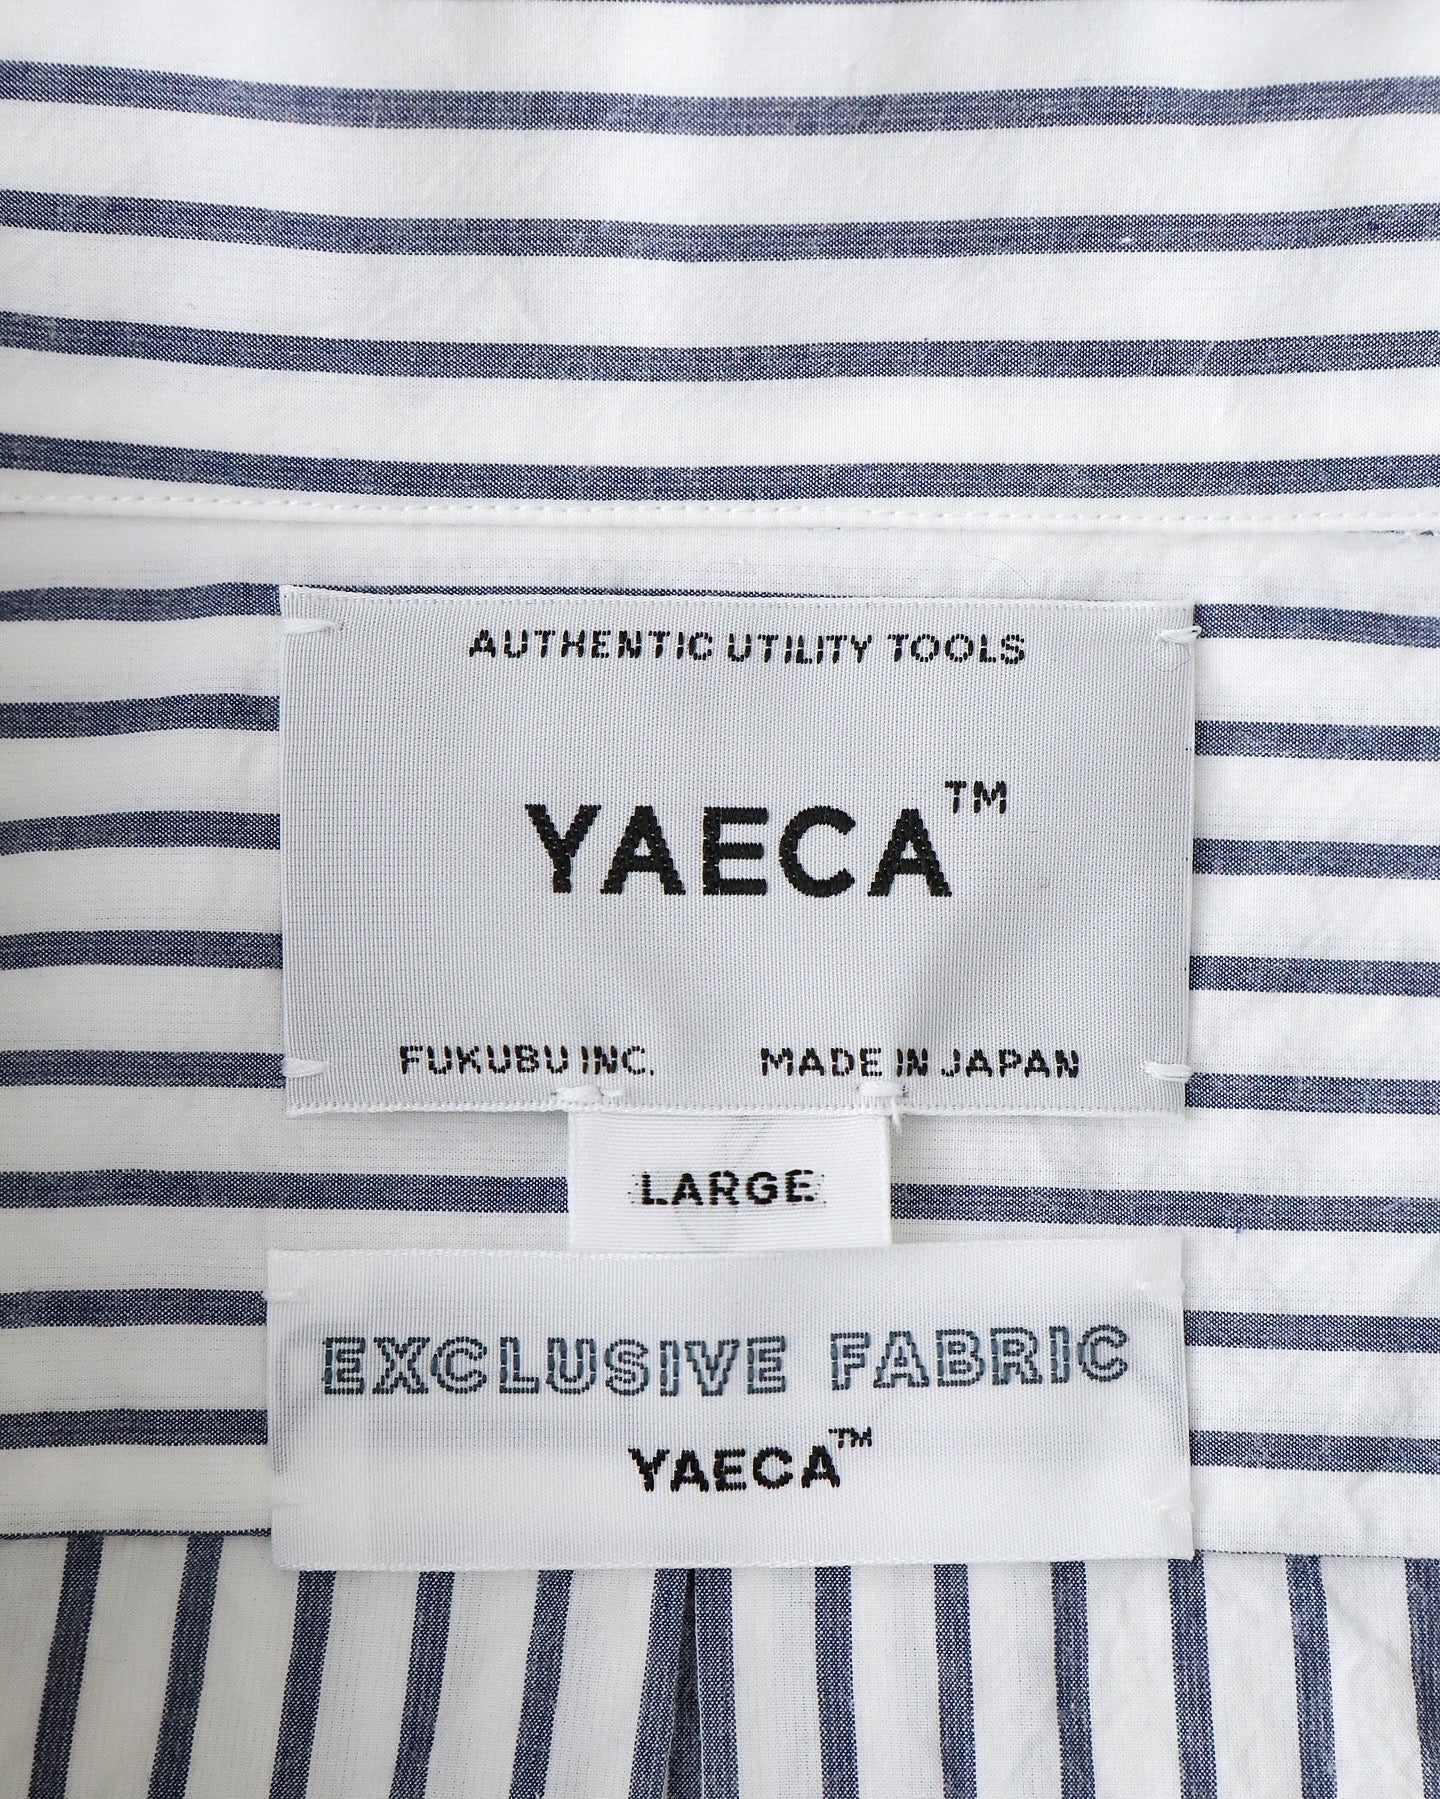 AUTHENTIC UTILITY TOOLS
YAECA™
FUKUBU INC. MADE IN JAPAN
LARGE
EXCLUSIVE FABRIC
YAECA™